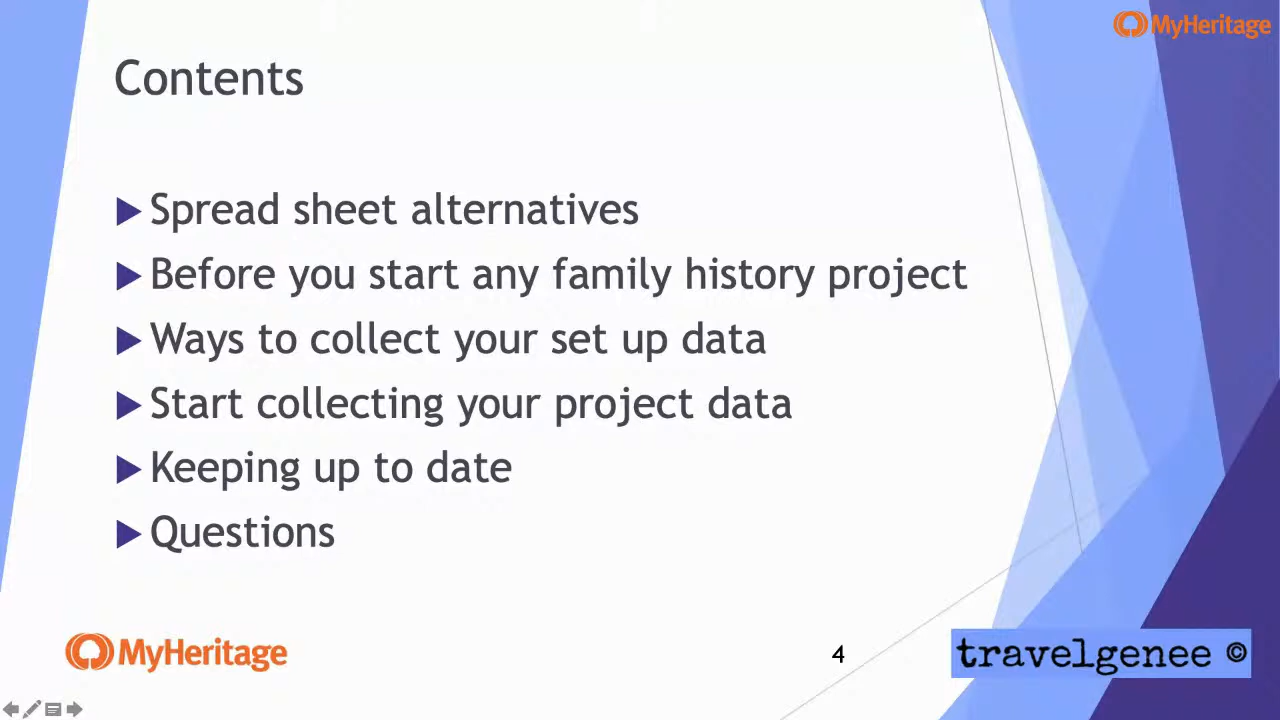 MyHeritage
Contents
Spread sheet alternatives
Before you start any family history project
Ways to collect your set up data
Start collecting your project data
Keeping up to date
Questions
MyHeritage
4
travelgenee ©